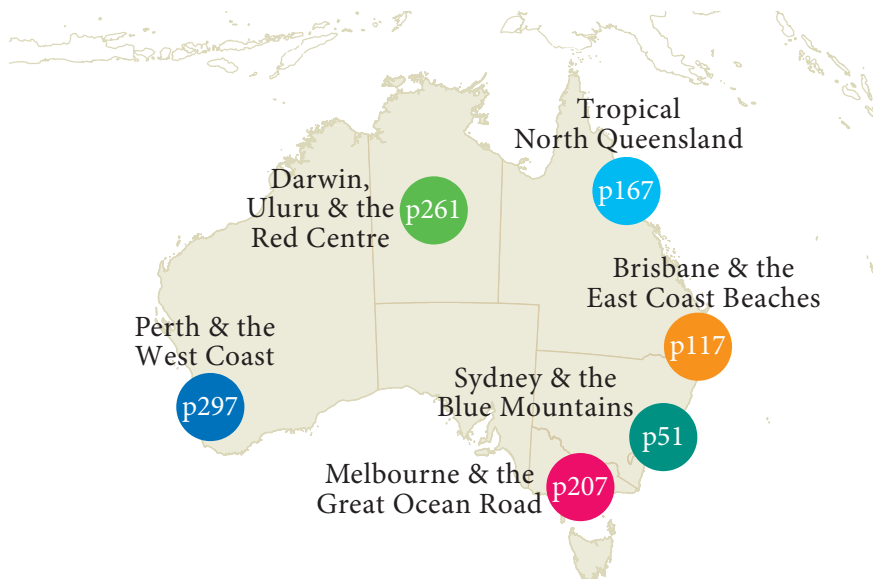 Tropical
North Queensland
p167
Darwin,
Uluru & the
Red Centre
p261
Brisbane & the
East Coast Beaches
p117
Perth & the
West Coast
p297
Sydney & the
Blue Mountains
p51
Melbourne & the
Great Ocean Road
p207